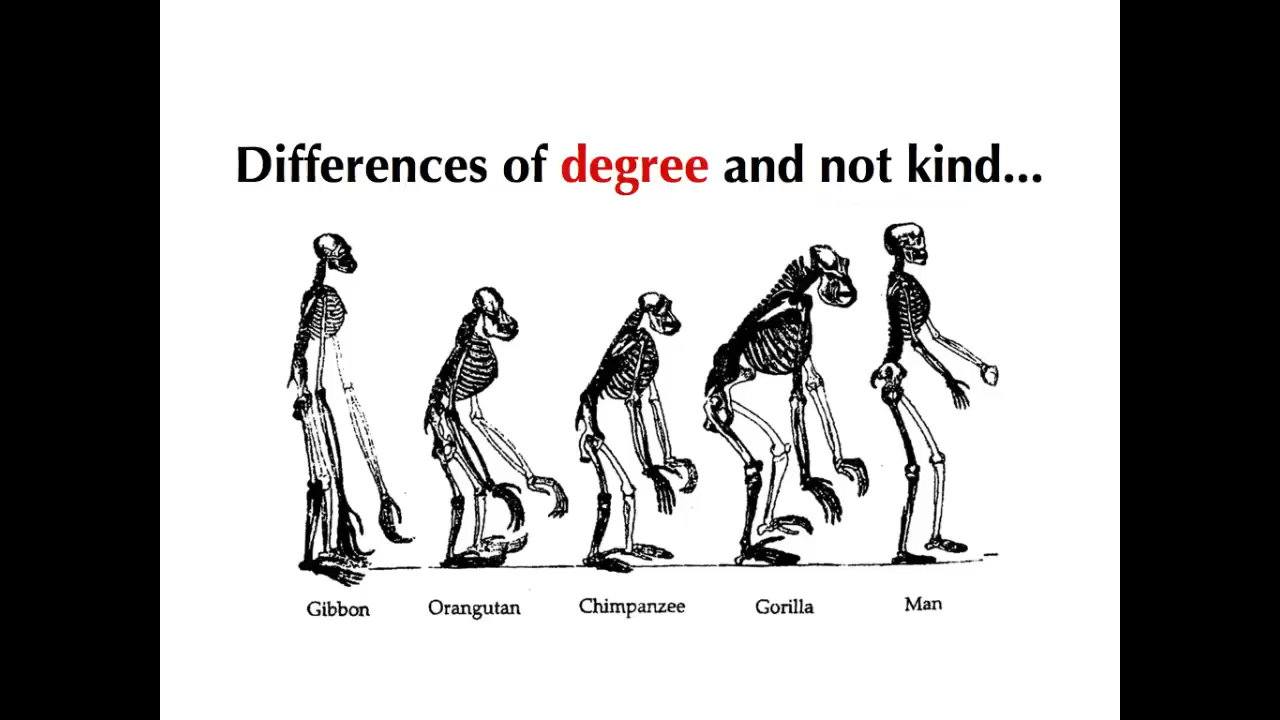 Differences of degree and not kind...
Gibbon Orangutan Chimpanzee Gorilla Man